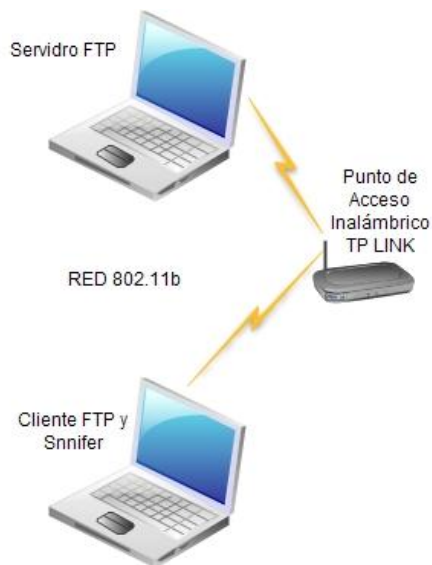 Servidro FTP
Punto de
Acceso
Inalámbrico
TP LINK
RED 802.11b
Cliente FTP y
Snnifer